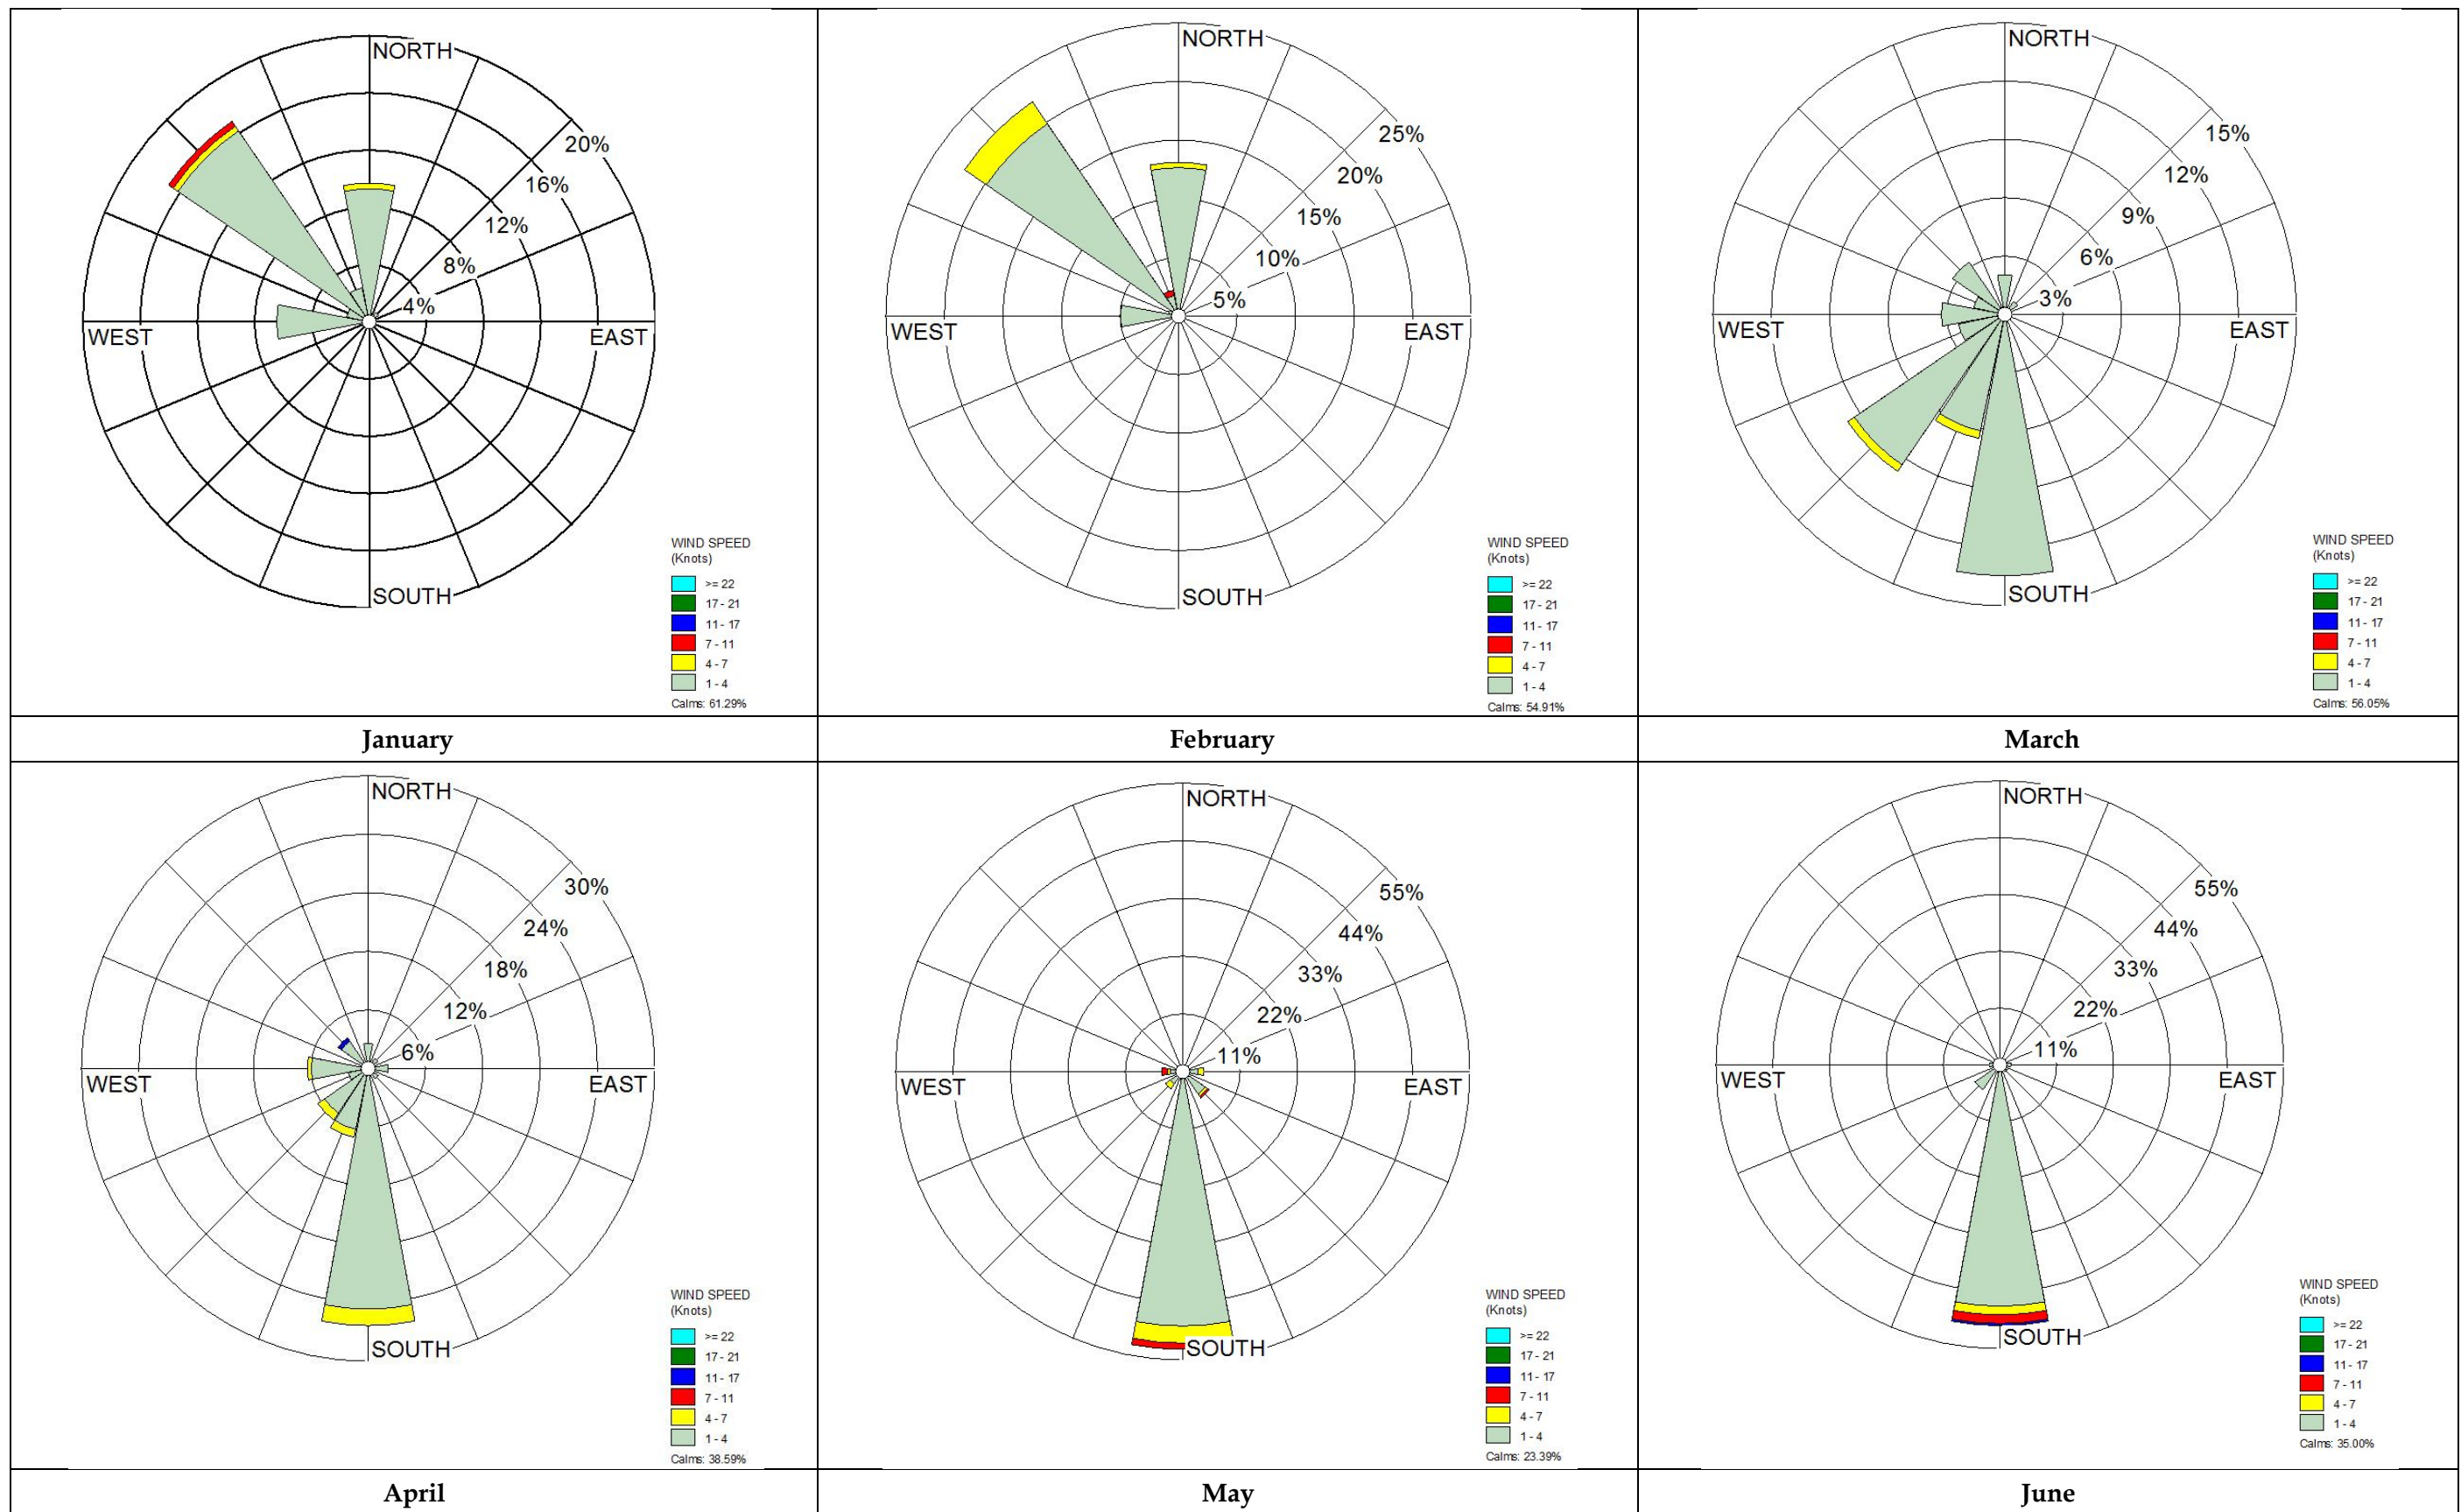 NORTH
20%
16%
12%
8%
4%
WEST
EAST
SOUTH
WIND SPEED
(Knots)
>= 22
17 - 21
11 - 17
7 - 11
4 - 7
1 - 4
Calms: 61.29%
January
NORTH
25%
20%
15%
10%
5%
WEST
EAST
SOUTH
WIND SPEED
(Knots)
>= 22
17 - 21
11 - 17
7 - 11
4 - 7
1 - 4
Calms: 54.91%
February
NORTH
15%
12%
9%
6%
3%
WEST
EAST
SOUTH
WIND SPEED
(Knots)
>= 22
17 - 21
11 - 17
7 - 11
4 - 7
1 - 4
Calms: 56.05%
March
NORTH
30%
24%
18%
12%
6%
WEST
EAST
SOUTH
WIND SPEED
(Knots)
>= 22
17 - 21
11 - 17
7 - 11
4 - 7
1 - 4
Calms: 38.59%
April
NORTH
55%
44%
33%
22%
11%
WEST
EAST
SOUTH
WIND SPEED
(Knots)
>= 22
17 - 21
11 - 17
7 - 11
4 - 7
1 - 4
Calms: 23.39%
May
NORTH
55%
44%
33%
22%
11%
WEST
EAST
SOUTH
WIND SPEED
(Knots)
>= 22
17 - 21
11 - 17
7 - 11
4 - 7
1 - 4
Calms: 35.00%
June